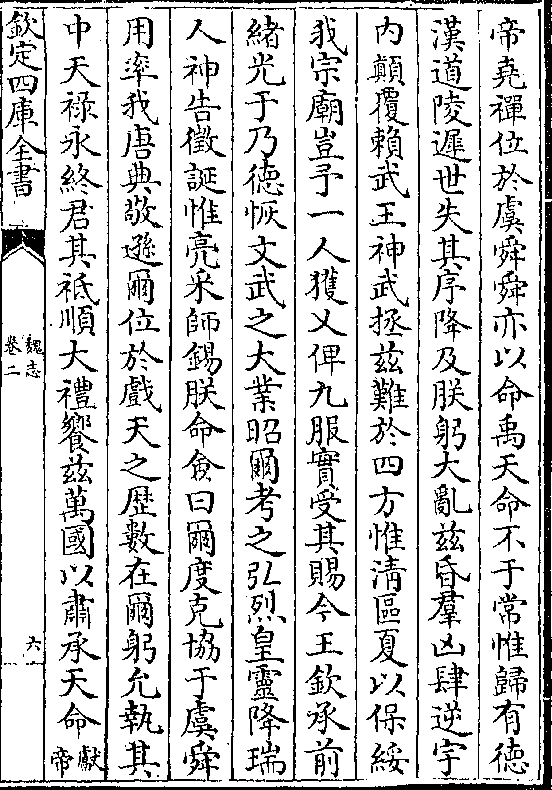 帝堯禪位於虞舜舜亦以命禹天命不于常惟歸有德
漢道陵遲世失其序降及朕躬大亂兹昏羣凶肆逆宇
内顛覆賴武王神武拯兹難於四方惟清區夏以保綏
我宗廟豈予一人獲乂俾九服實受其賜今王欽承前
緒光于乃德恢文武之大業昭爾考之弘烈皇靈降瑞
人神告徵誕惟亮采師錫朕命僉曰爾度克協于虞舜
用率我唐典敬遜爾位於戲天之歴數在爾躬允執其
中天禄永終君其祗順大禮饗兹萬國以肅承天命獻
帝
欽定四庫全書
魏志
卷二
六